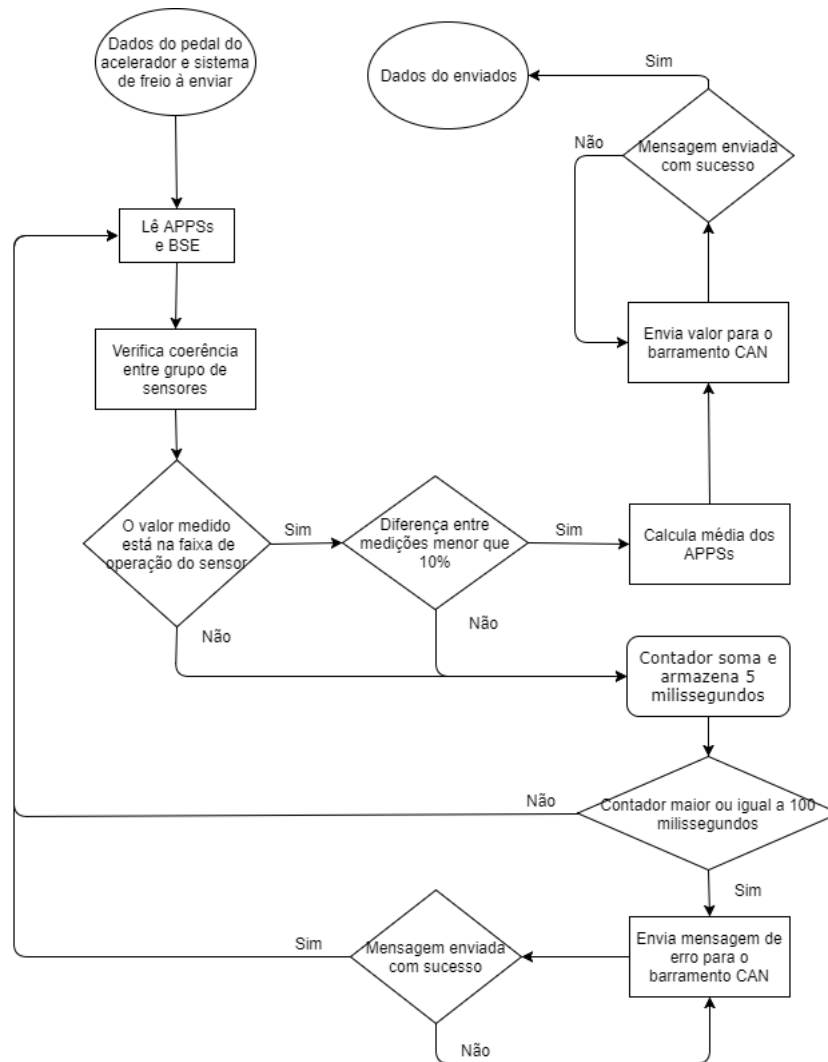 Dados do pedal do
acelerador e sistema
de freio à enviar
Dados do enviados
Sim
Não
Mensagem enviada
com sucesso
Lê APPSs
e BSE
Envia valor para o
barramento CAN
Verifica coerência
entre grupo de
sensores
O valor medido
está na faixa de
operação do sensor
Sim
Diferença entre
medições menor que
10%
Sim
Calcula média dos
APPSs
Não
Não
Contador soma e
armazena 5
milissegundos
Não
Contador maior ou igual a 100
milissegundos
Sim
Envia mensagem de
erro para o
barramento CAN
Sim
Mensagem enviada
com sucesso
Não